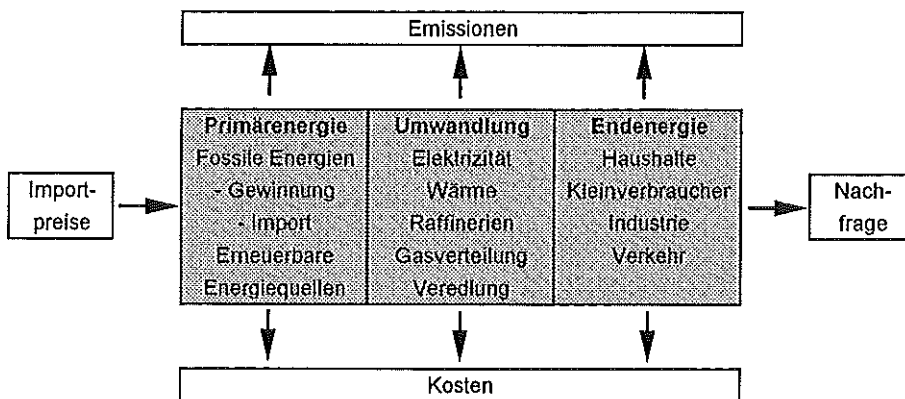 Emissionen
Import-
preise
Primärenergie
Fossile Energien
- Gewinnung
- Import
Erneuerbare
Energiequellen
Umwandlung
Elektrizität
Wärme
Raffinerien
Gasverteilung
Veredlung
Endenergie
Haushalte
Kleinverbraucher
Industrie
Verkehr
Nach-
frage
Kosten